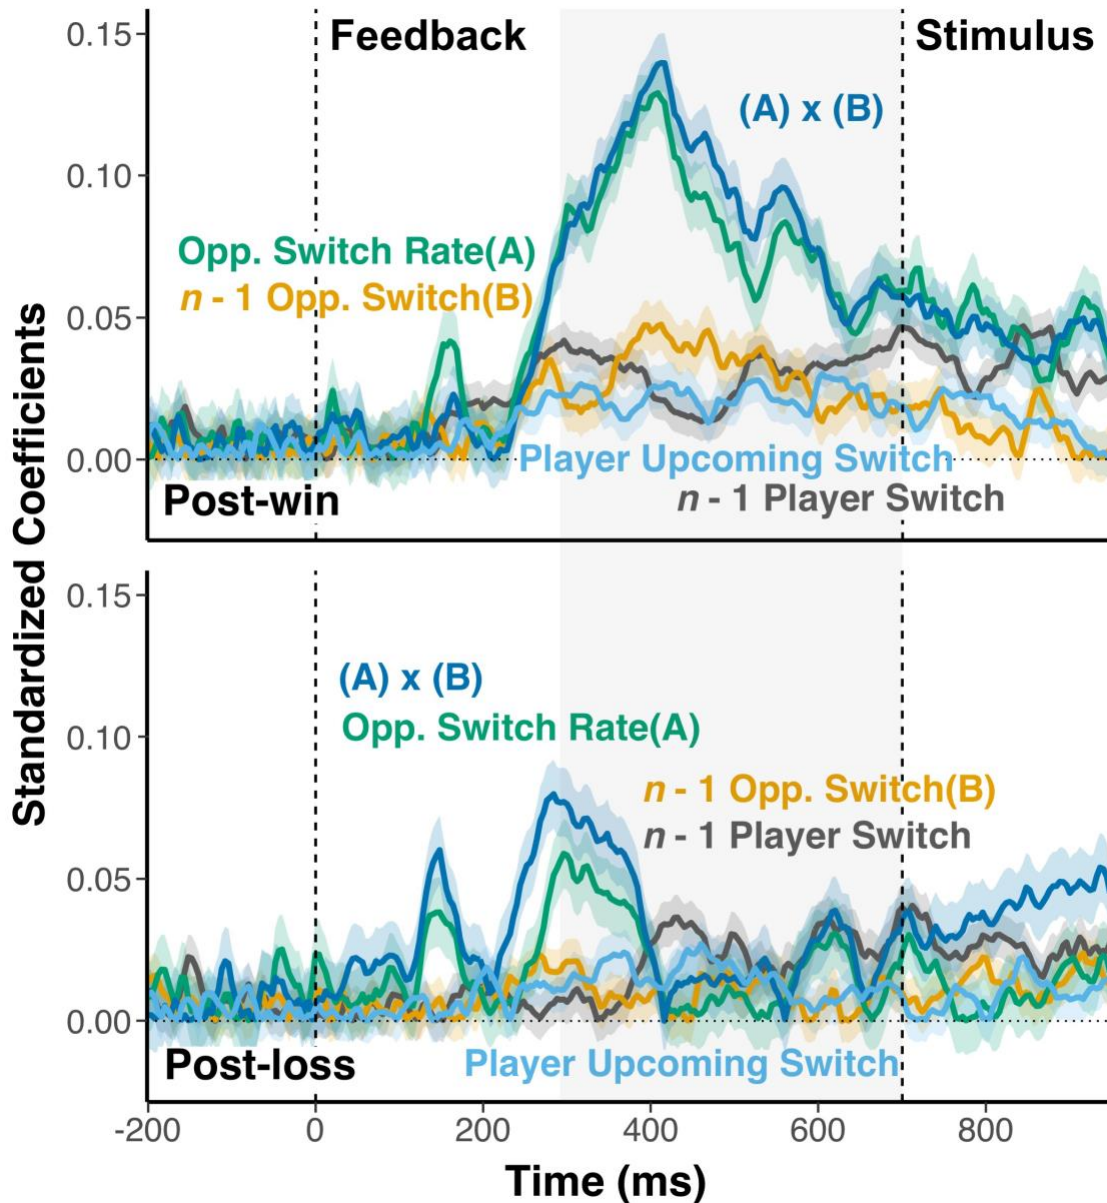 Feedback
Stimulus
0.15
(A) x (B)
0.10
Opp. Switch Rate(A)
n - 1 Opp. Switch(B)
0.05
0.00
Player Upcoming Switch
Post-win
n - 1 Player Switch
Standardized Coefficients
0.15
(A) x (B)
Opp. Switch Rate(A)
0.10
n - 1 Opp. Switch(B)
n - 1 Player Switch
0.05
0.00
Post-loss
Player Upcoming Switch
-200 0 200 400 600 800
Time (ms)